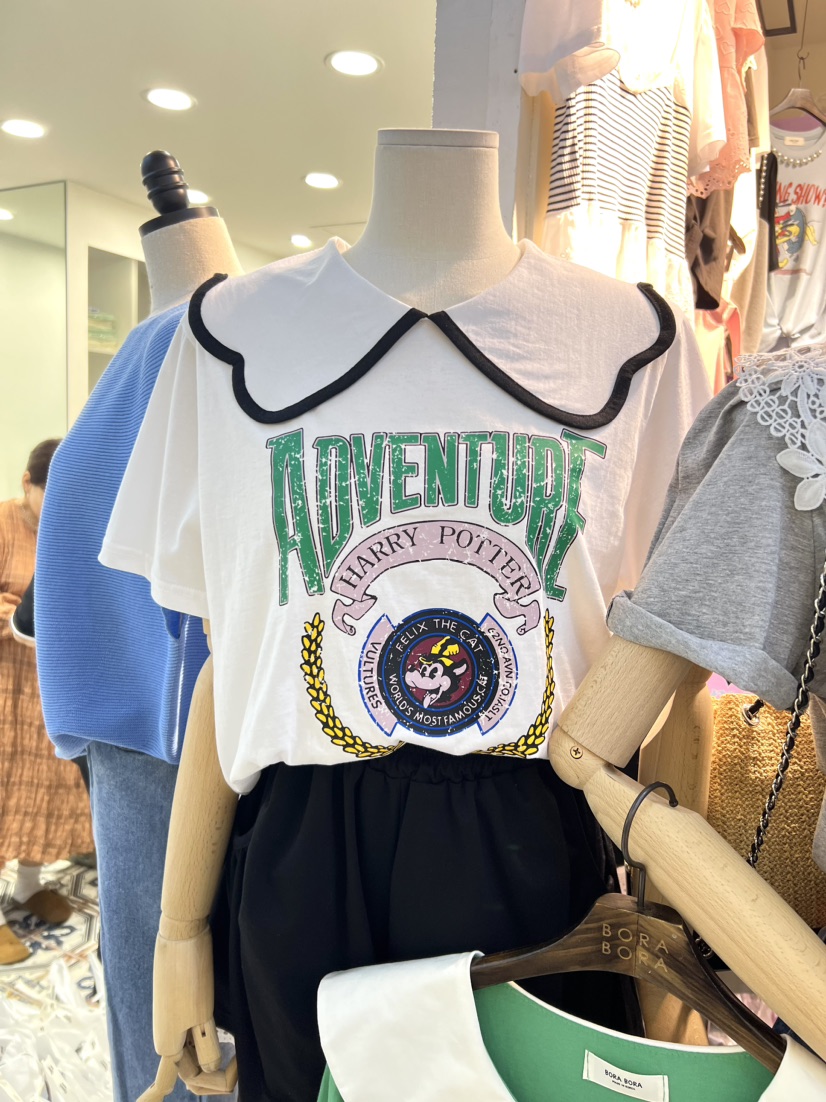 ADVENTURE
HARRY POTTER
FELIX THE CAT
WORLD'S MOST FAMOUS CAT
VULTURES
BORA
BORA
BORA BORA